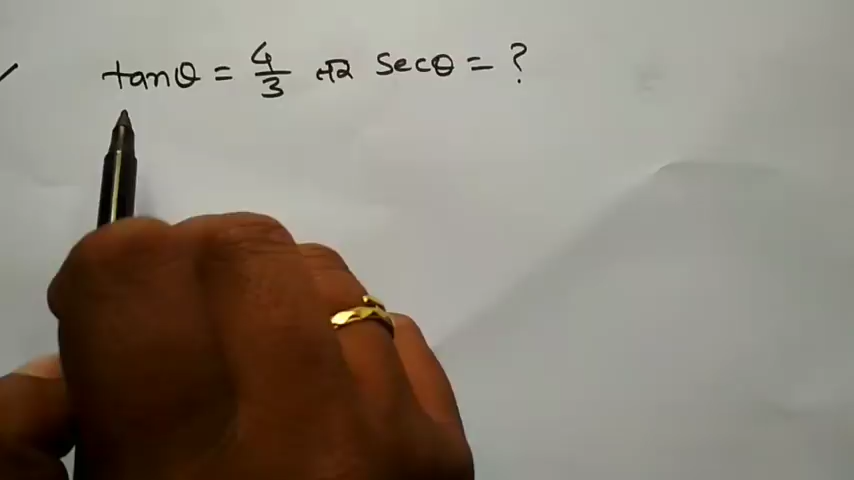 tanθ = 4/3 হলে secθ = ?